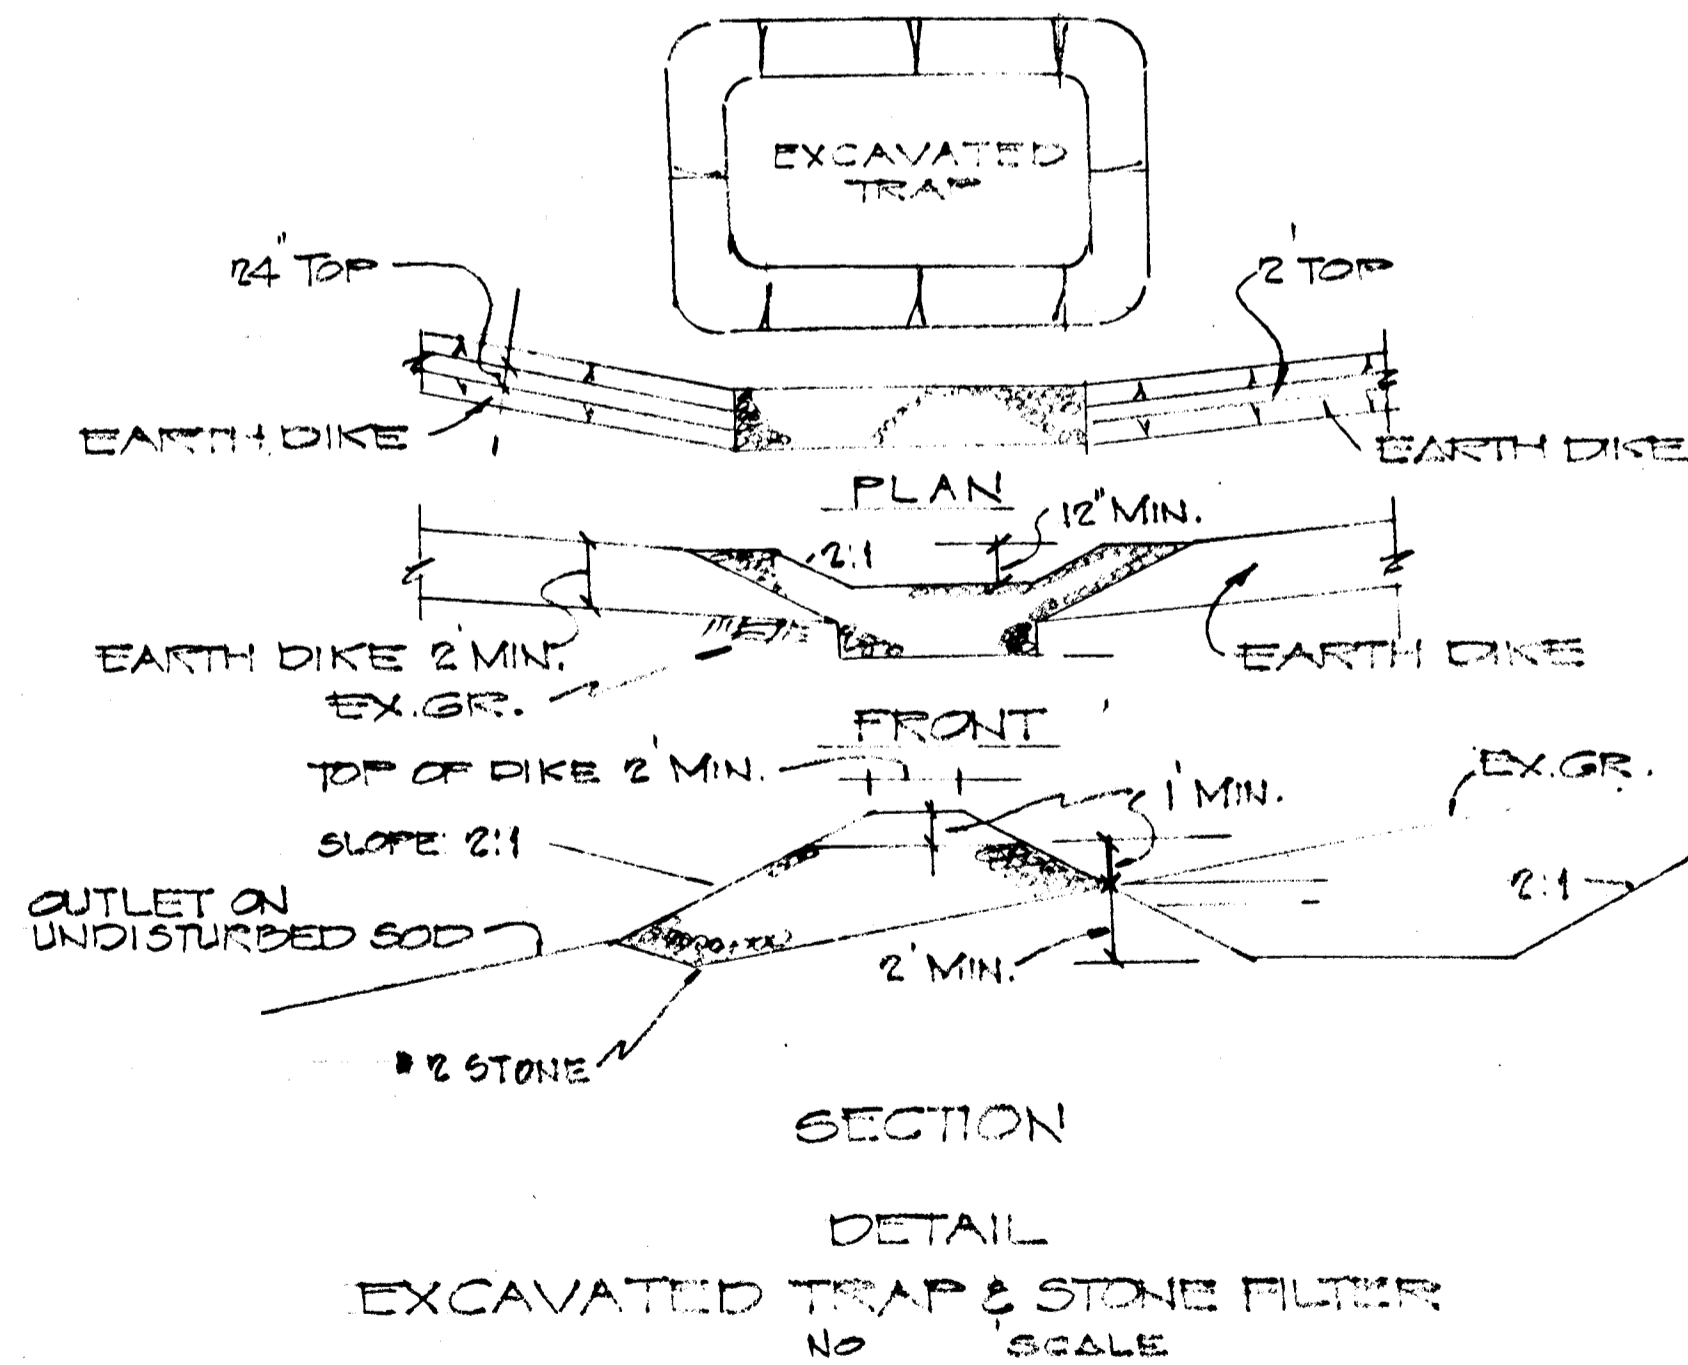 EXCAVATED
TRAP
24" TOP
2' TOP
EARTH DIKE
EARTH DIKE
PLAN
12" MIN.
2:1
EARTH DIKE 2' MIN.
EARTH DIKE
EX. GR.
FRONT
TOP OF DIKE 2' MIN.
EX. GR.
1' MIN.
SLOPE 2:1
2:1
OUTLET ON
UNDISTURBED SOD
2' MIN.
2 STONE
SECTION
DETAIL
EXCAVATED TRAP & STONE FILTER
NO SCALE